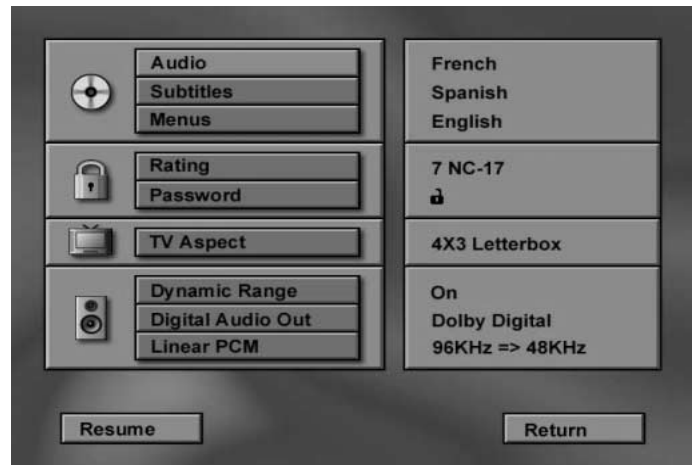 Audio French
Subtitles Spanish
Menus English
Rating 7 NC-17
Password
TV Aspect 4X3 Letterbox
Dynamic Range On
Digital Audio Out Dolby Digital
Linear PCM 96KHz => 48KHz
Resume Return